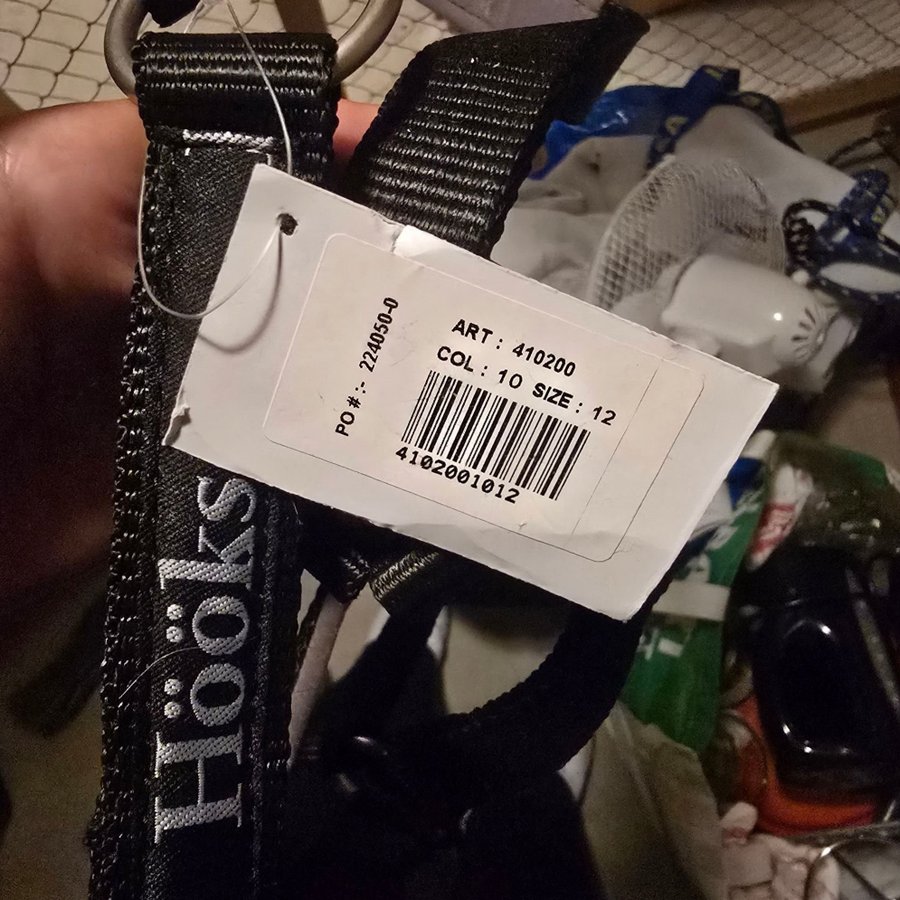 PO # :- 224050-0
ART : 410200
COL : 10 SIZE : 12
4102001012
Hööks